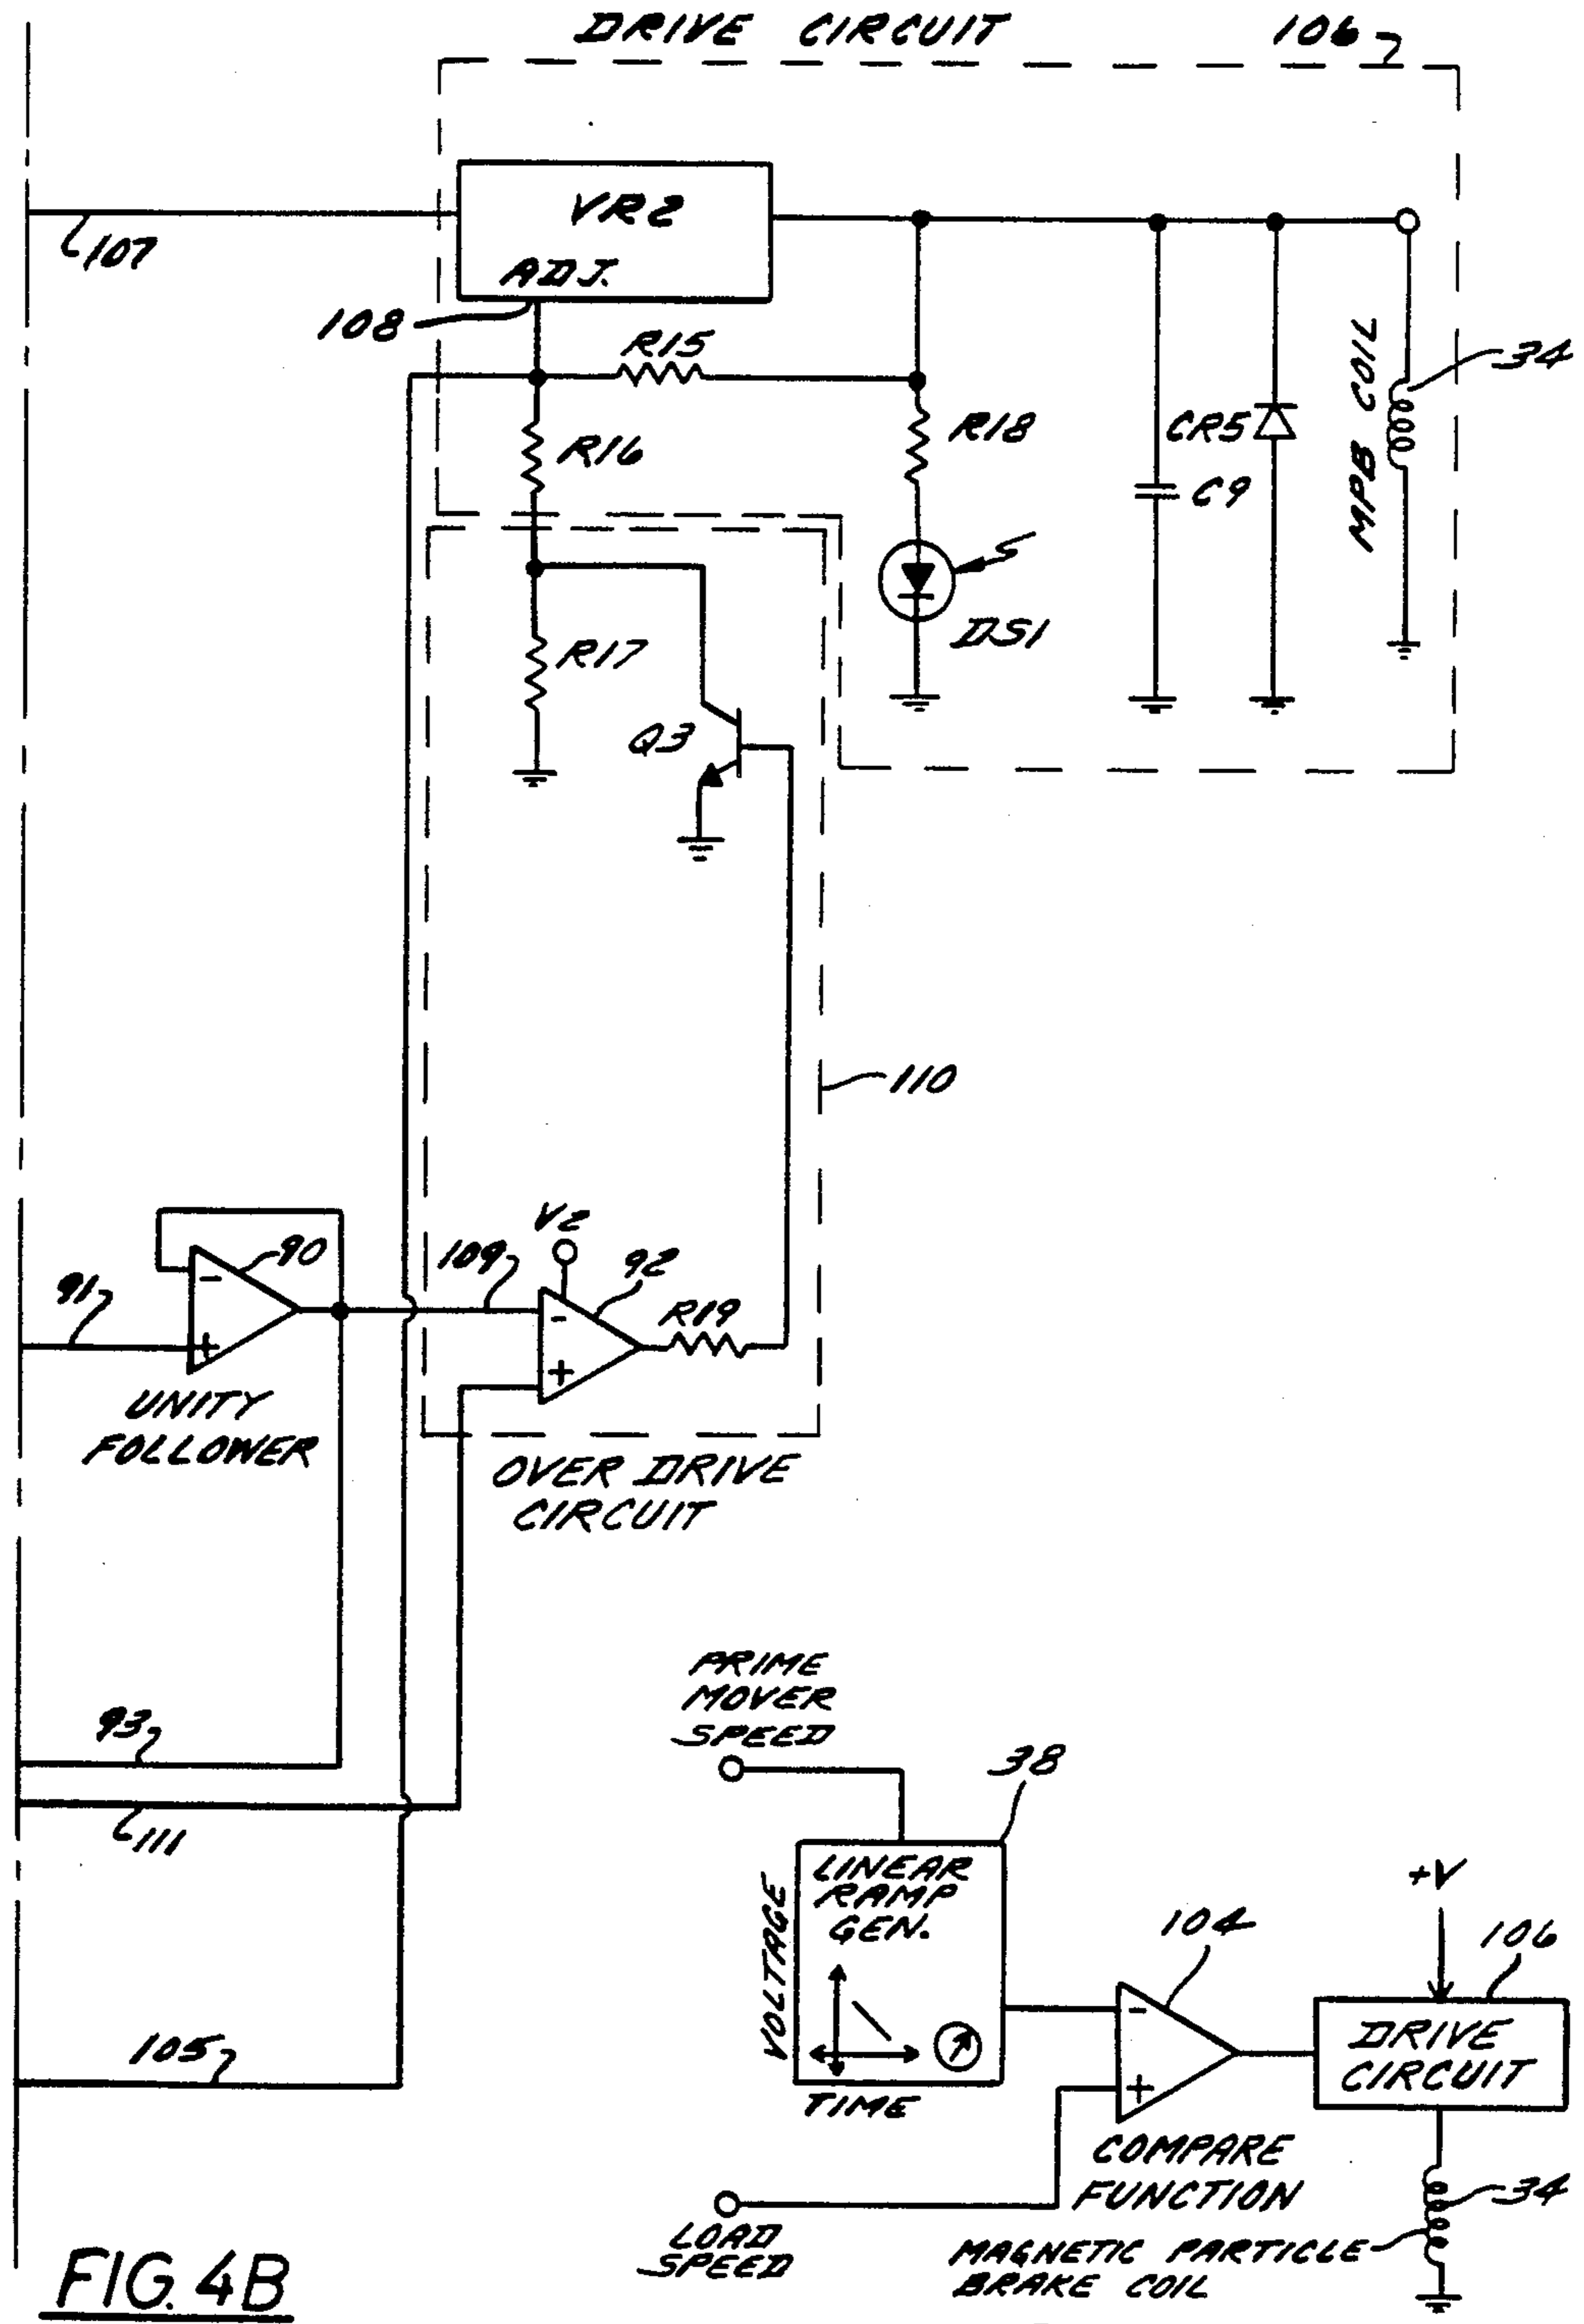 DRIVE CIRCUIT
106
VR2
ADJ.
107
108
R15
34
R16
R18
CR5
MPB COIL
C9
DS1
R17
Q3
110
V2
109
92
R19
90
-
+
-
+
91
UNITY
FOLLOWER
OVER DRIVE
CIRCUIT
93
111
105
PRIME
MOVER
SPEED
38
LINEAR
RAMP
GEN.
VOLTAGE
TIME
104
-
+
+V
106
DRIVE
CIRCUIT
COMPARE
FUNCTION
34
LOAD
SPEED
MAGNETIC PARTICLE
BRAKE COIL
FIG. 4B